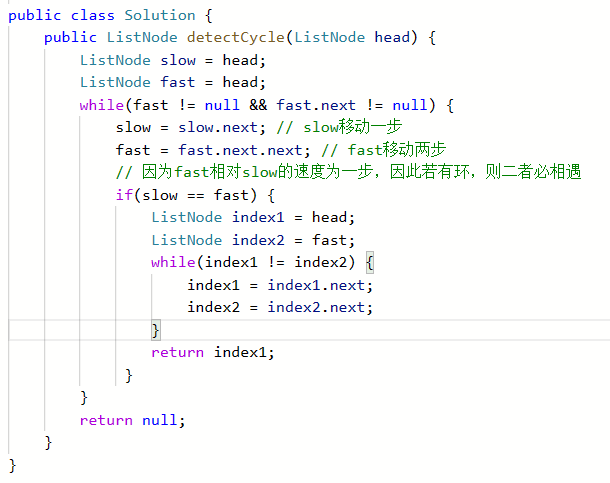 public class Solution {
    public ListNode detectCycle(ListNode head) {
        ListNode slow = head;
        ListNode fast = head;
        while(fast != null && fast.next != null) {
            slow = slow.next; // slow移动一步
            fast = fast.next.next; // fast移动两步
            // 因为fast相对slow的速度为一步，因此若有环，则二者必相遇
            if(slow == fast) {
                ListNode index1 = head;
                ListNode index2 = fast;
                while(index1 != index2) {
                    index1 = index1.next;
                    index2 = index2.next;
                }
                return index1;
             }
        }
        return null;
    }
}